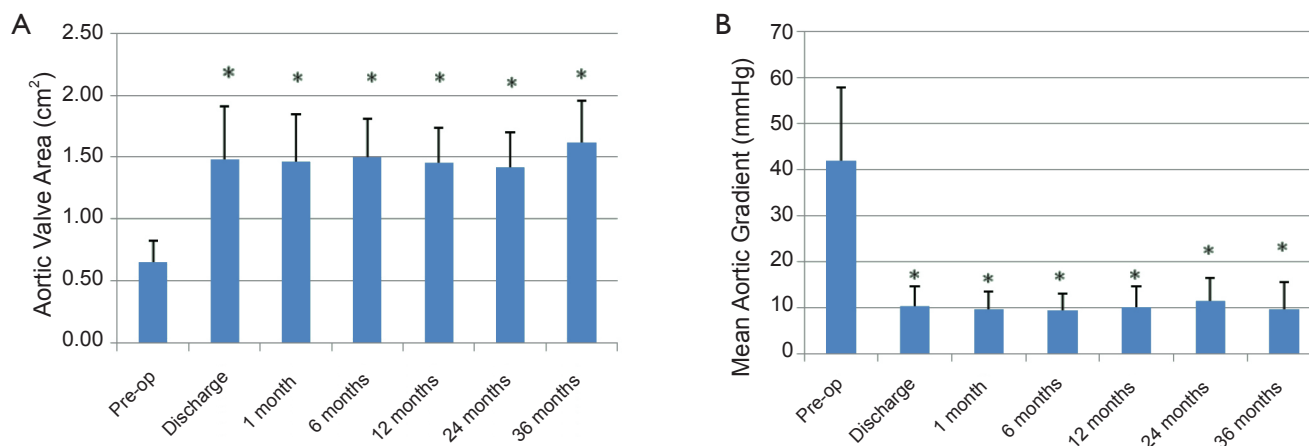 A
Aortic Valve Area (cm²)
2.50
2.00
1.50
1.00
0.50
0.00
* * * * * *
Pre-op
Discharge
1 month
6 months
12 months
24 months
36 months
B
Mean Aortic Gradient (mmHg)
70
60
50
40
30
20
10
0
* * * * * *
Pre-op
Discharge
1 month
6 months
12 months
24 months
36 months